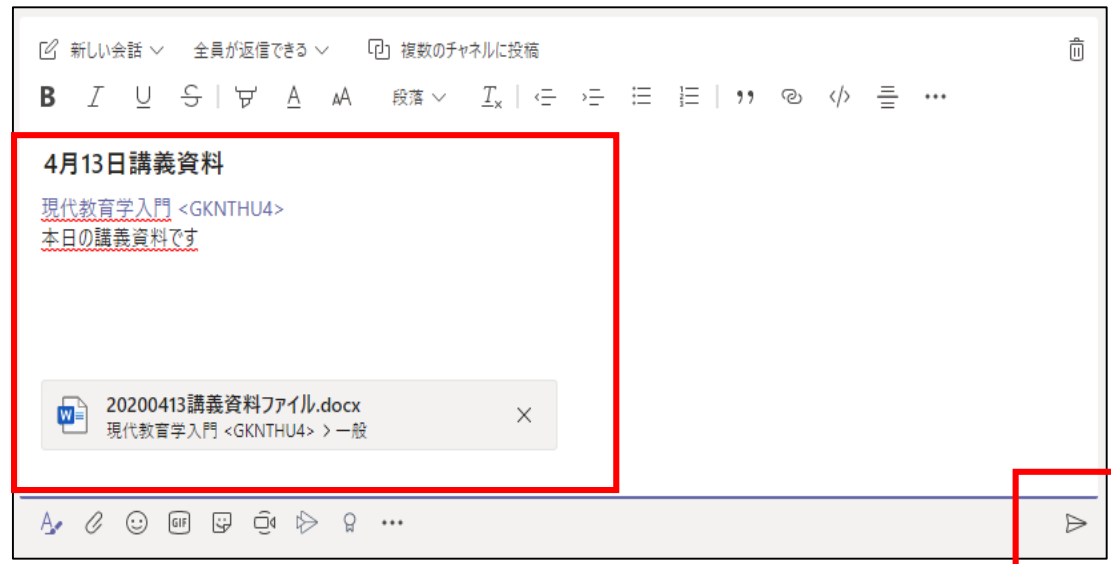 新しい会話 全員が返信できる 複数のチャネルに投稿
B I U S A AA 段落 Tx
4月13日講義資料
現代教育学入門 <GKNTHU4>
本日の講義資料です
W 20200413講義資料ファイル.docx
現代教育学入門 <GKNTHU4> > 一般
GIF